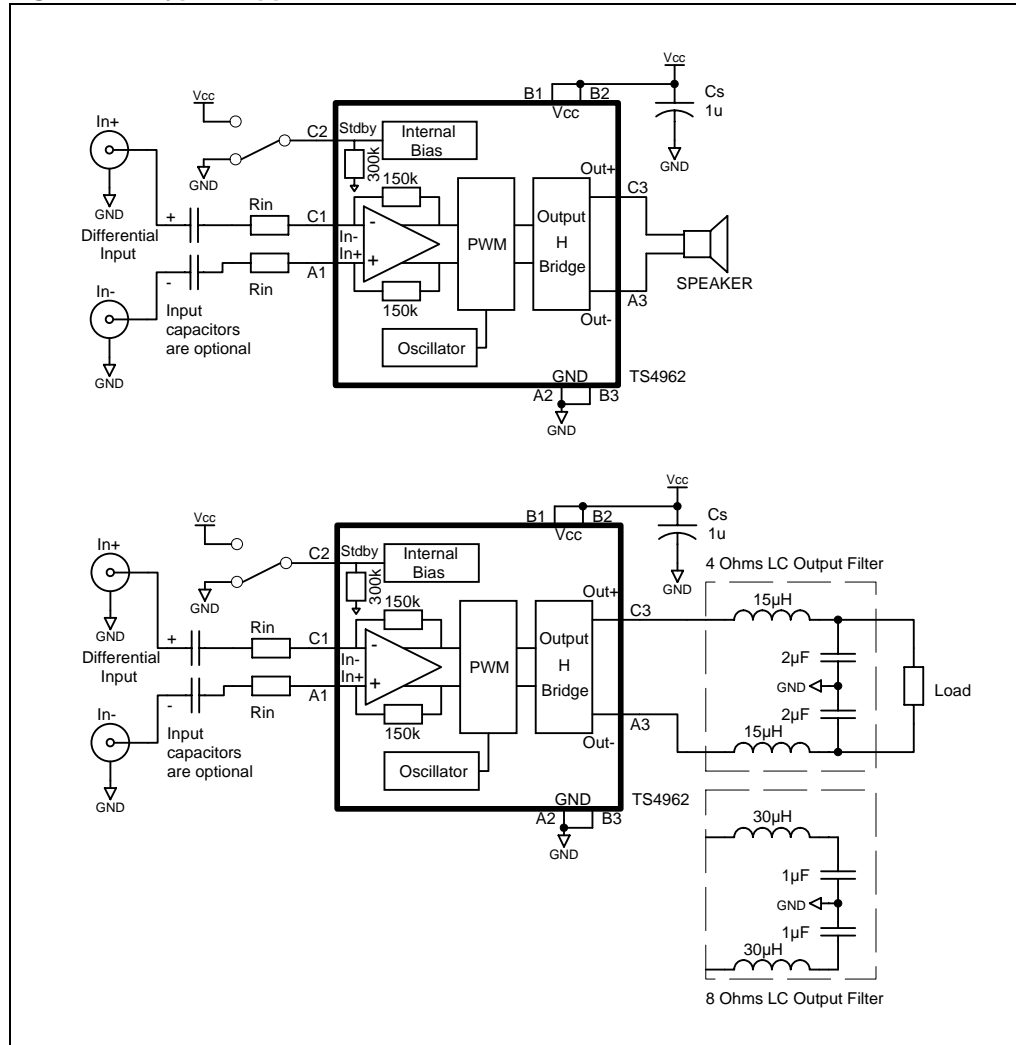 Vcc
B1
B2
Vcc
Cs
1u
GND
Vcc
In+
GND
C2
Stdby
300k
Internal
Bias
GND
150k
Out+
C3
Differential
Input
+
Rin
C1
-
In-
In+
+
PWM
Output
H
Bridge
SPEAKER
In-
-
Rin
A1
150k
A3
Out-
Input
capacitors
are optional
Oscillator
GND
GND
A2
B3
TS4962
GND
Vcc
B1
B2
Vcc
Cs
1u
GND
Vcc
In+
GND
C2
Stdby
300k
Internal
Bias
GND
150k
Out+
C3
4 Ohms LC Output Filter
15µH
2µF
GND
2µF
15µH
Load
Differential
Input
+
Rin
C1
-
In-
In+
+
PWM
Output
H
Bridge
In-
-
Rin
A1
150k
A3
Out-
Input
capacitors
are optional
Oscillator
GND
GND
A2
B3
TS4962
GND
30µH
1µF
GND
1µF
30µH
8 Ohms LC Output Filter